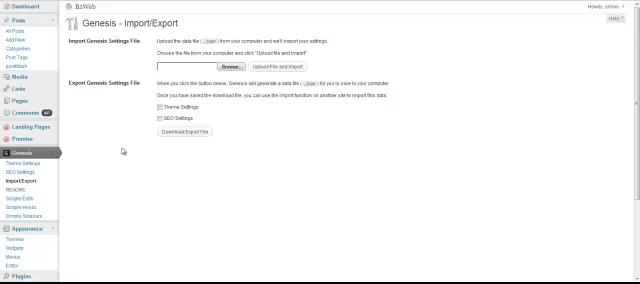 Dashboard
B2Web
Howdy, admin
Help
Posts
All Posts
Add New
Categories
Post Tags
Media
Links
Pages
Comments
Landing Pages
Premise
Genesis
Theme Settings
SEO Settings
Import/Export
README
Simple Edits
Simple Hooks
Simple Sidebars
Appearance
Themes
Widgets
Menus
Editor
Plugins
Genesis - Import/Export
Import Genesis Settings File
Upload the data file (.json) from your computer and we'll import your settings.
Choose the file from your computer and click "Upload file and Import"
Browse...
Upload File and Import
Export Genesis Settings File
When you click the button below, Genesis will generate a data file (.json) for you to save to your computer.
Once you have saved the download file, you can use the import function on another site to import this data.
Theme Settings
SEO Settings
Download Export File